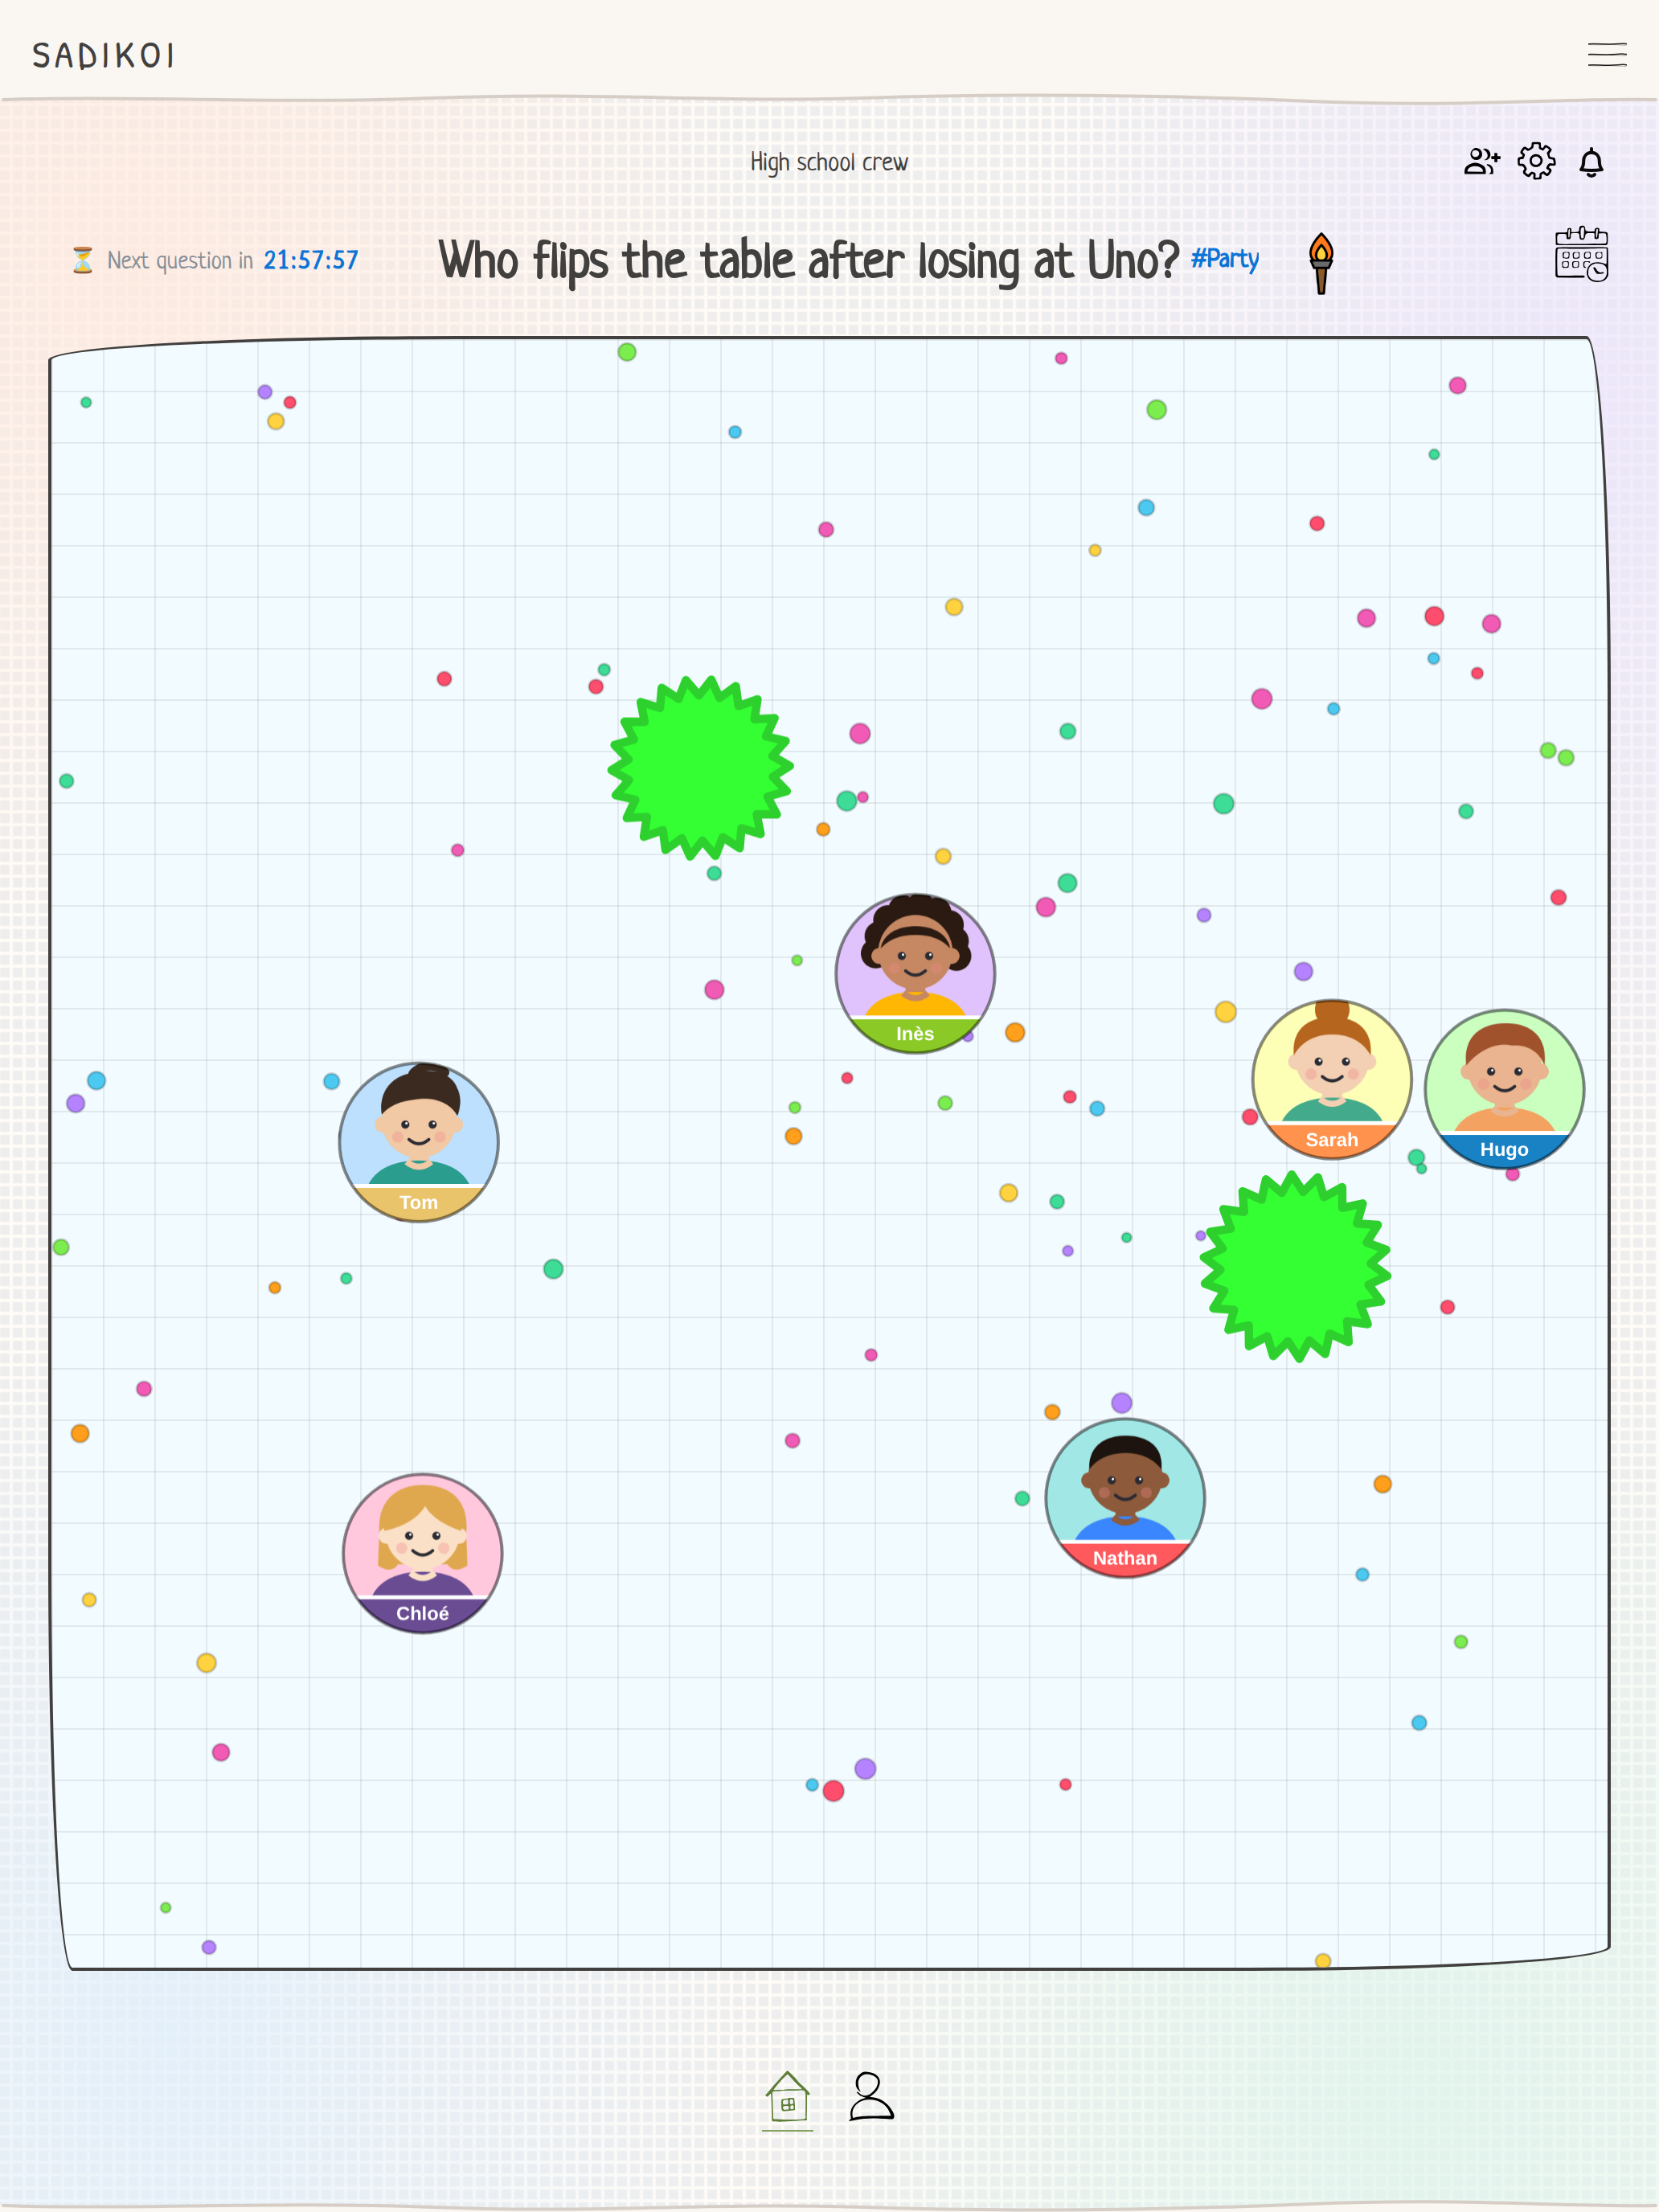 SADIKOI
High school crew
Next question in 21:57:57
Who flips the table after losing at Uno? #Party
Inès
Sarah
Hugo
Tom
Nathan
Chloé